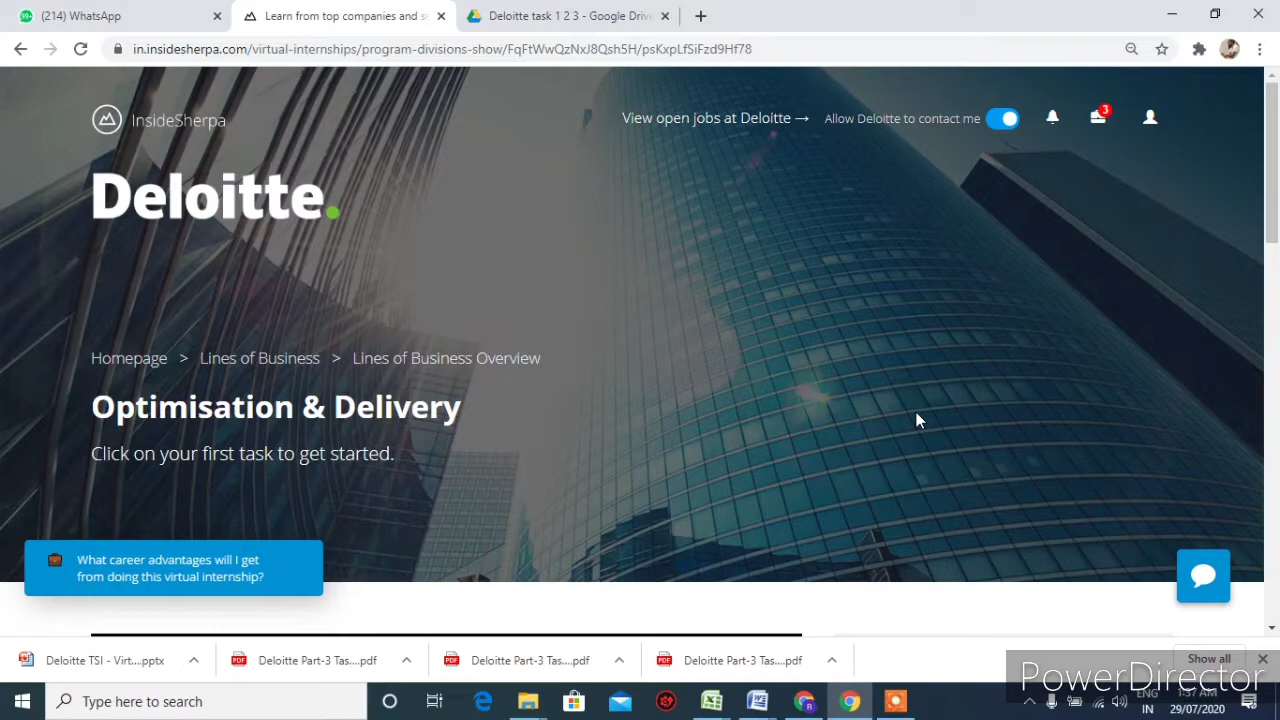 (214) WhatsApp
Learn from top companies and se
Deloitte task 1 2 3 - Google Drive
in.insidesherpa.com/virtual-internships/program-divisions-show/FqFtWwQzNxJ8Qsh5H/psKxpLfSiFzd9Hf78
InsideSherpa
View open jobs at Deloitte →
Allow Deloitte to contact me
3
Deloitte.
Homepage > Lines of Business > Lines of Business Overview
Optimisation & Delivery
Click on your first task to get started.
What career advantages will I get
from doing this virtual internship?
Deloitte TSI - Virt....pptx
Deloitte Part-3 Tas....pdf
Deloitte Part-3 Tas....pdf
Deloitte Part-3 Tas....pdf
Show all
PowerDirector
Type here to search
ENG
IN
1:37 AM
29/07/2020